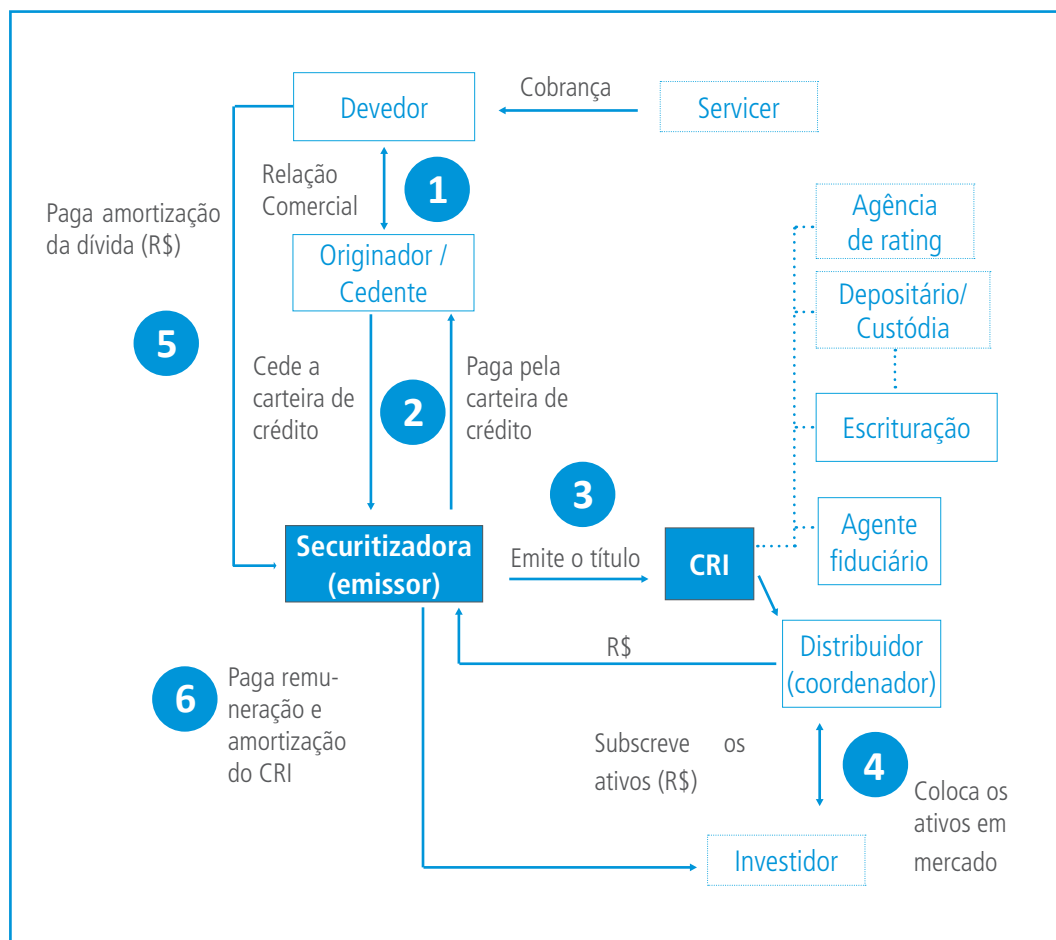 Cobrança
Devedor
Servicer
1
Relação
Comercial
Paga amortização
da dívida (R$)
Agência
de rating
Originador /
Cedente
Depositário/
Custódia
5
Cede a
carteira de
crédito
2
Paga pela
carteira de
crédito
Escrituração
3
Securitizadora
(emissor)
Emite o título
CRI
Agente
fiduciário
R$
Distribuidor
(coordenador)
6
Paga remu-
neração e
amortização
do CRI
Subscreve os
ativos (R$)
4
Coloca os
ativos em
mercado
Investidor